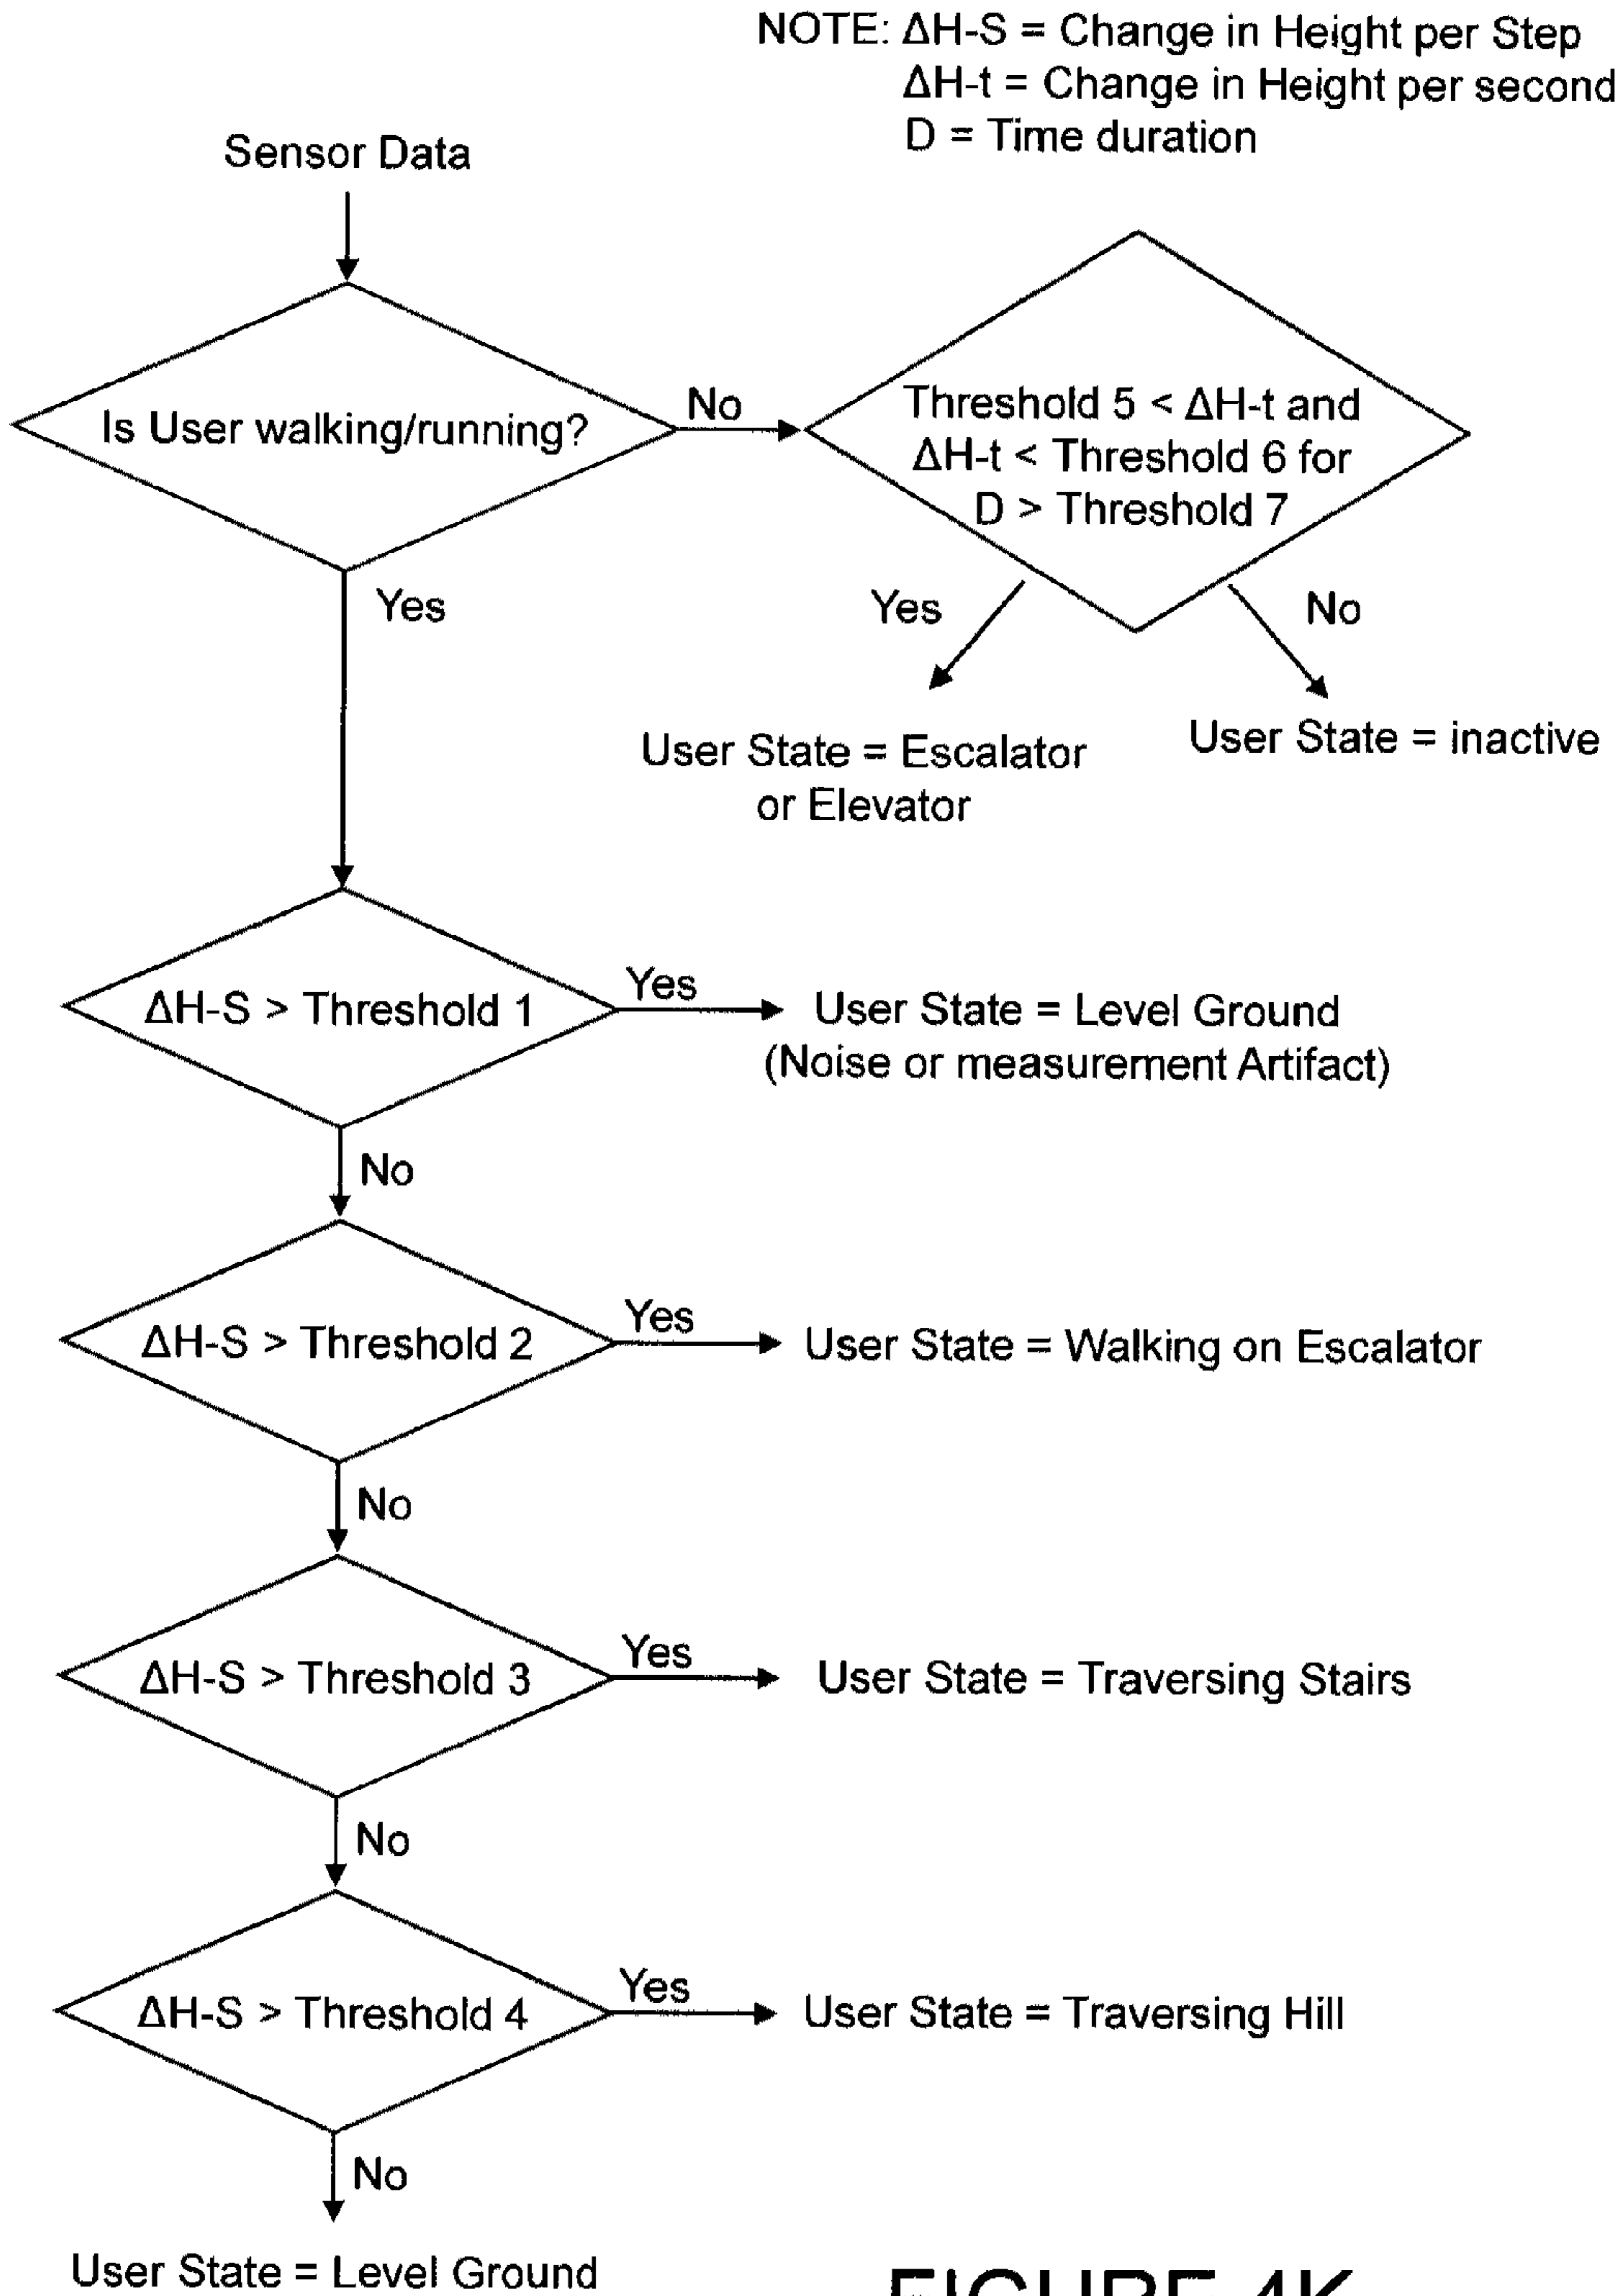 NOTE: ΔH-S = Change in Height per Step
ΔH-t = Change in Height per second
D = Time duration
Sensor Data
Is User walking/running?
No
Threshold 5 < ΔH-t and
ΔH-t < Threshold 6 for
D > Threshold 7
Yes
Yes
No
User State = Escalator
or Elevator
User State = inactive
ΔH-S > Threshold 1
Yes
User State = Level Ground
(Noise or measurement Artifact)
No
ΔH-S > Threshold 2
Yes
User State = Walking on Escalator
No
ΔH-S > Threshold 3
Yes
User State = Traversing Stairs
No
ΔH-S > Threshold 4
Yes
User State = Traversing Hill
No
User State = Level Ground
FIGURE 4K